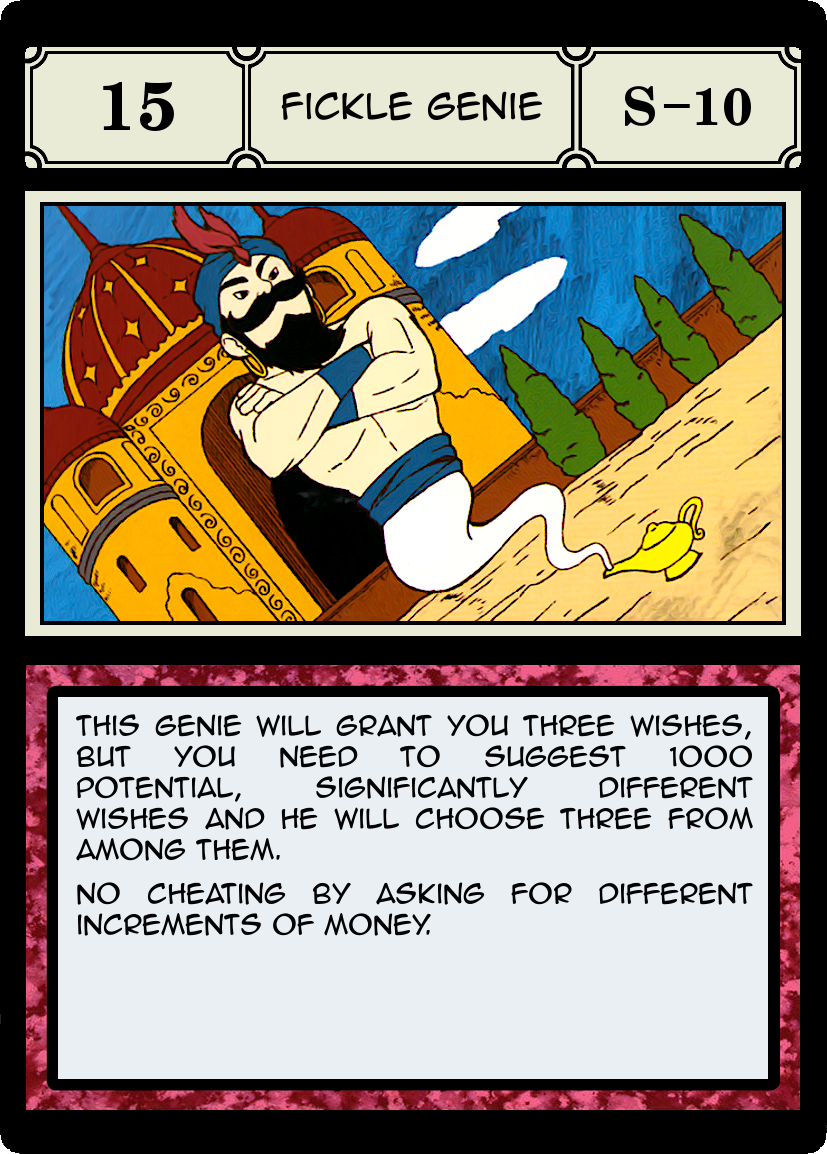 15
FICKLE GENIE
S-10
THIS GENIE WILL GRANT YOU THREE WISHES,
BUT YOU NEED TO SUGGEST 1000
POTENTIAL, SIGNIFICANTLY DIFFERENT
WISHES AND HE WILL CHOOSE THREE FROM
AMONG THEM.
NO CHEATING BY ASKING FOR DIFFERENT
INCREMENTS OF MONEY.